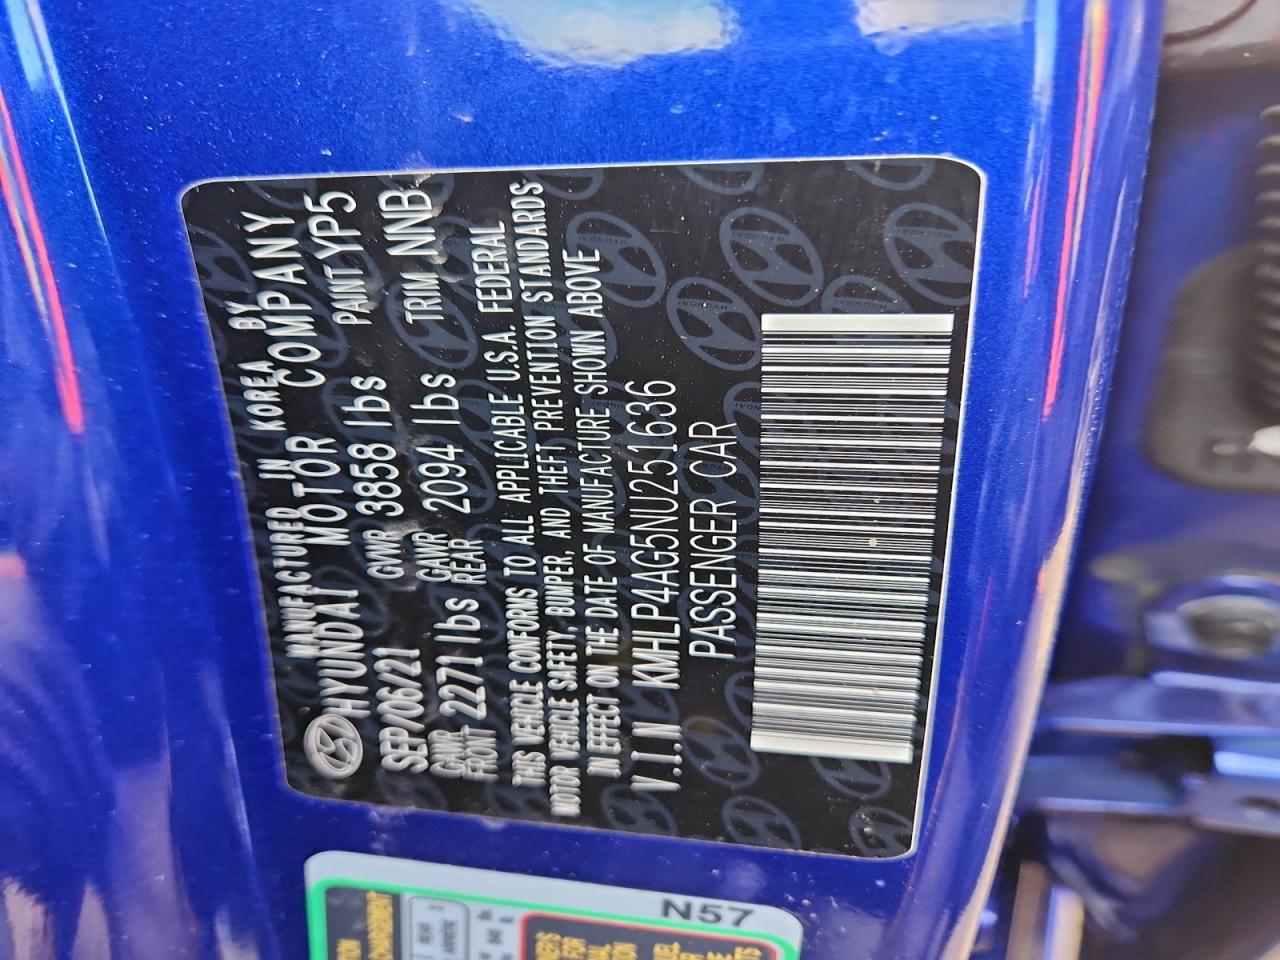 MANUFACTURED IN KOREA BY
HYUNDAI MOTOR COMPANY
SEP/06/21 GWR 3858 lbs PAINT YP5
GWR FRONT 2271 lbs GAWR REAR 2094 lbs TRIM NNB
THIS VEHICLE CONFORMS TO ALL APPLICABLE U.S.A. FEDERAL
MOTOR VEHICLE SAFETY, BUMPER, AND THEFT PREVENTION STANDARDS
IN EFFECT ON THE DATE OF MANUFACTURE SHOWN ABOVE
V.I.N KMHLP4AG5NU251636
PASSENGER CAR
N57